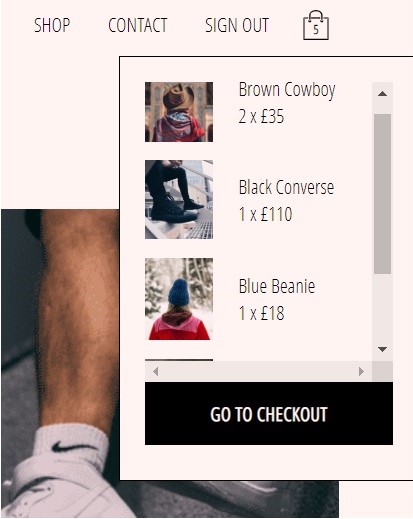 SHOP CONTACT SIGN OUT 5
Brown Cowboy
2 x £35
Black Converse
1 x £110
Blue Beanie
1 x £18
GO TO CHECKOUT